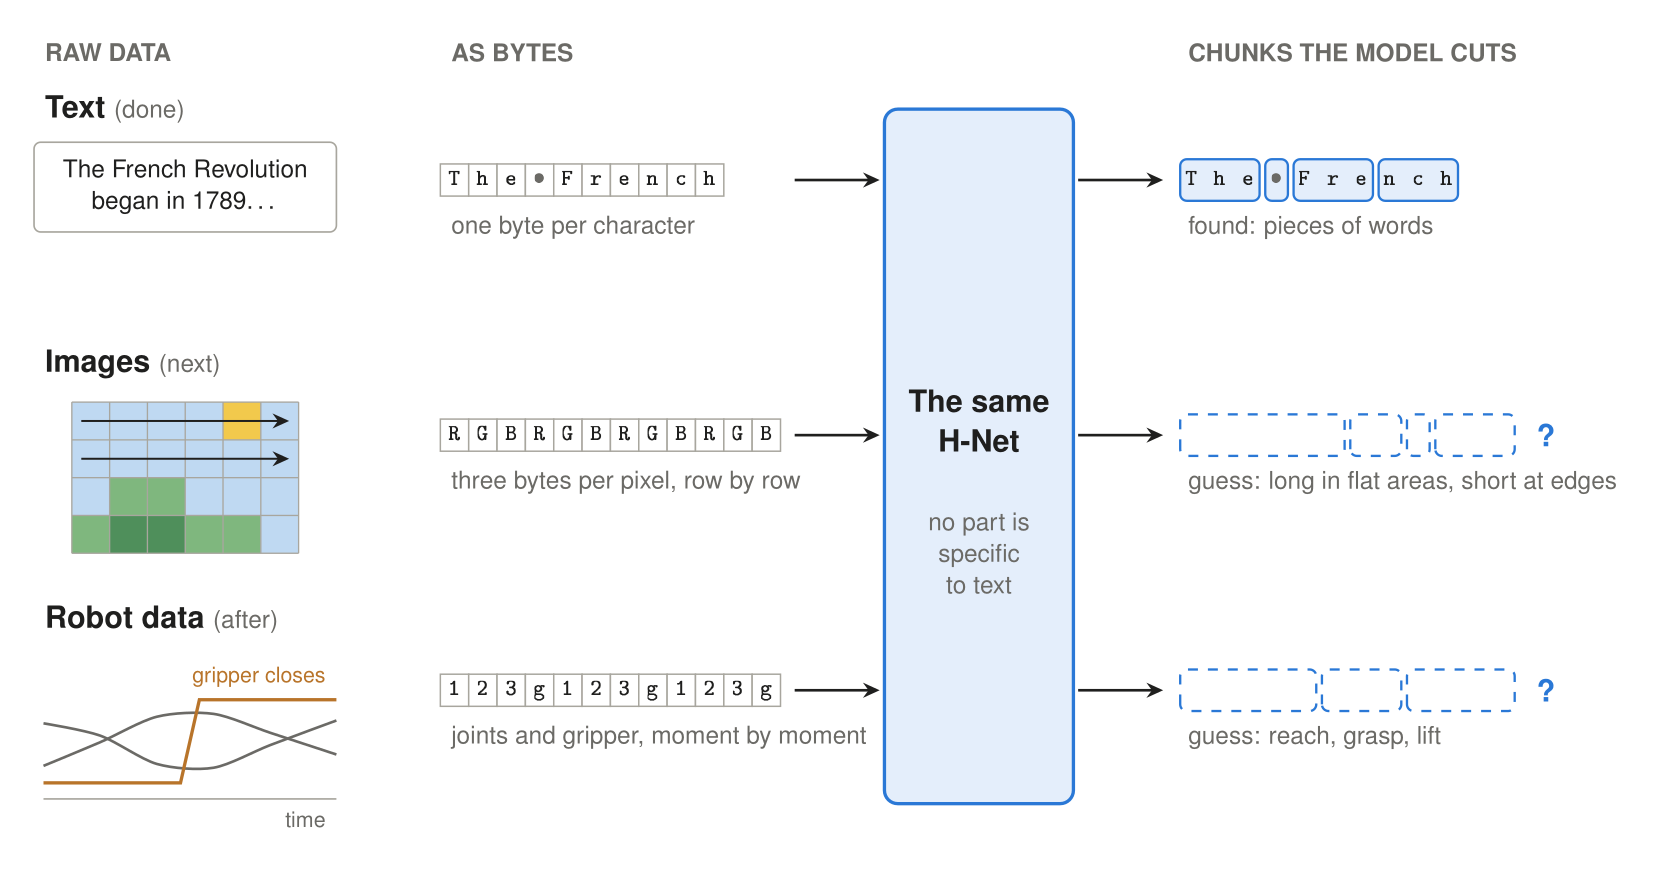 RAW DATA
AS BYTES
CHUNKS THE MODEL CUTS
Text (done)
The French Revolution
began in 1789...
T h e • F r e n c h
one byte per character
T h e • F r e n c h
found: pieces of words
Images (next)
R G B R G B R G B R G B
three bytes per pixel, row by row
The same
H-Net
no part is
specific
to text
?
guess: long in flat areas, short at edges
Robot data (after)
gripper closes
time
1 2 3 g 1 2 3 g 1 2 3 g
joints and gripper, moment by moment
?
guess: reach, grasp, lift